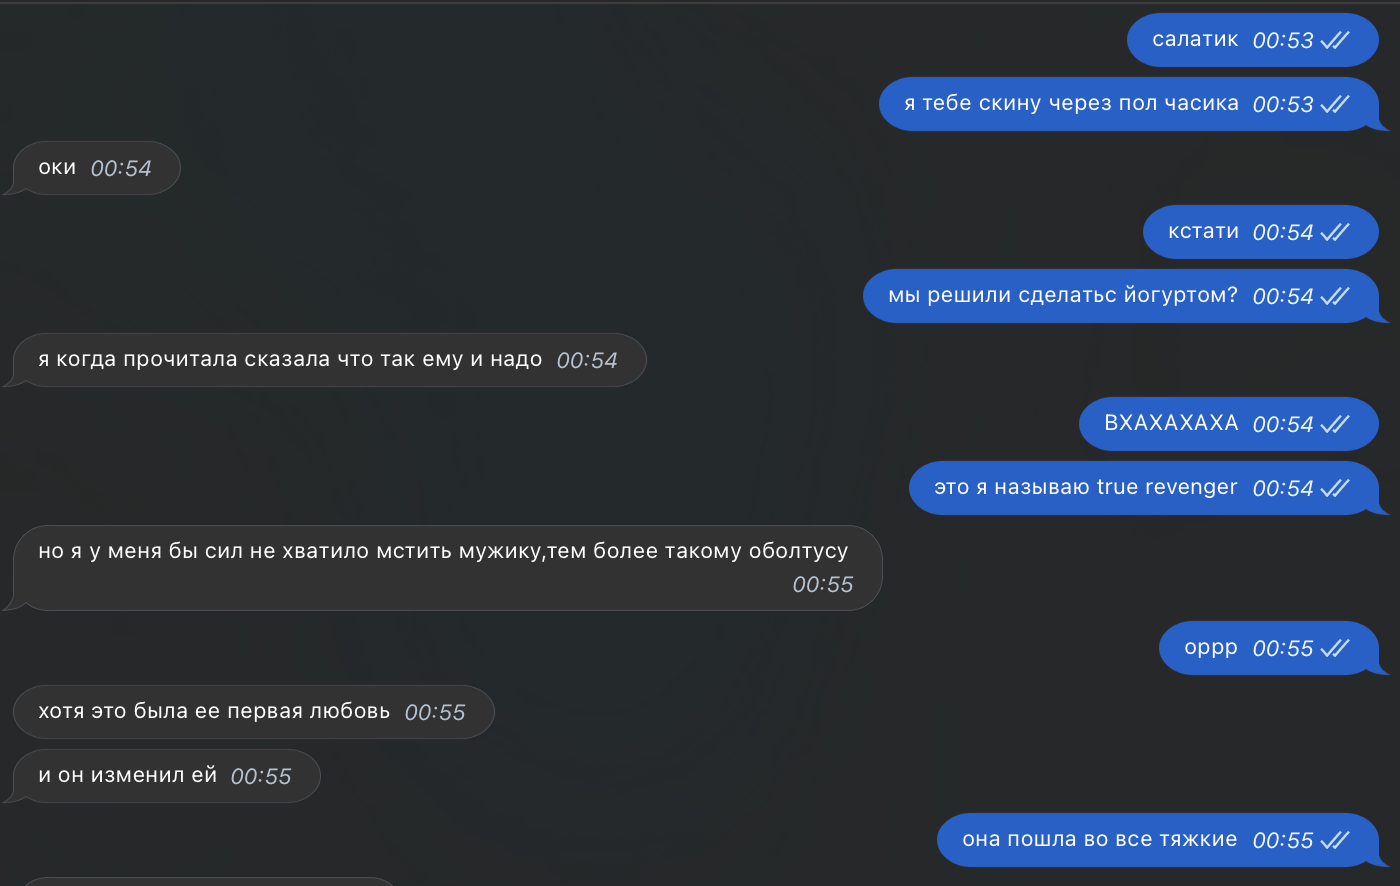 салатик 00:53
я тебе скину через пол часика 00:53
оки 00:54
кстати 00:54
мы решили сделатьс йогуртом? 00:54
я когда прочитала сказала что так ему и надо 00:54
ВХАХАХАХА 00:54
это я называю true revenger 00:54
но я у меня бы сил не хватило мстить мужику,тем более такому оболтусу
00:55
оррр 00:55
хотя это была ее первая любовь 00:55
и он изменил ей 00:55
она пошла во все тяжкие 00:55